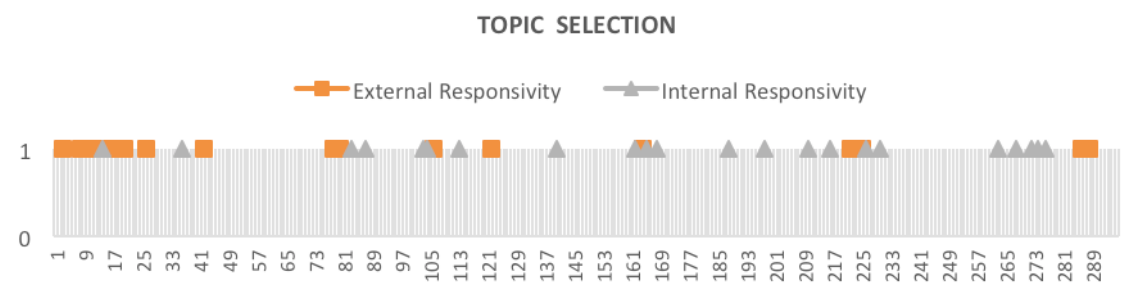 TOPIC SELECTION
External Responsivity Internal Responsivity
1
0
1 9 17 25 33 41 49 57 65 73 81 89 97 105 113 121 129 137 145 153 161 169 177 185 193 201 209 217 225 233 241 249 257 265 273 281 289